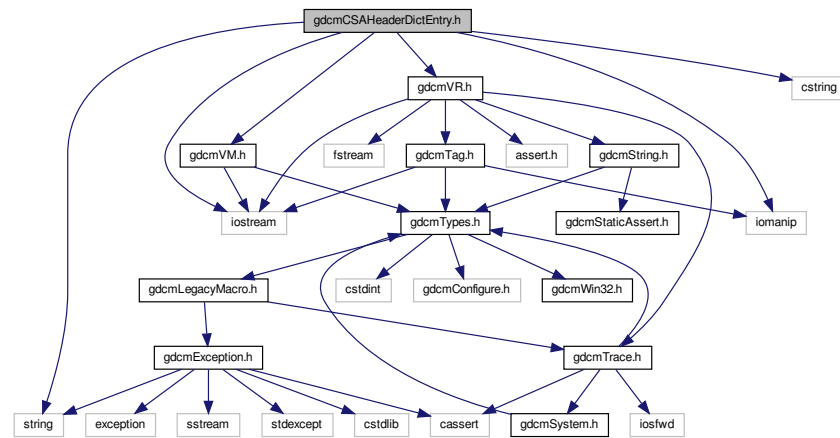 gdcmCSAHeaderDictEntry.h
gdcmVR.h
cstring
gdcmVM.h
fstream
gdcmTag.h
assert.h
gdcmString.h
iostream
gdcmTypes.h
gdcmStaticAssert.h
iomanip
gdcmLegacyMacro.h
cstdint
gdcmConfigure.h
gdcmWin32.h
gdcmException.h
gdcmTrace.h
string
exception
sstream
stdexcept
cstdlib
cassert
gdcmSystem.h
iosfwd